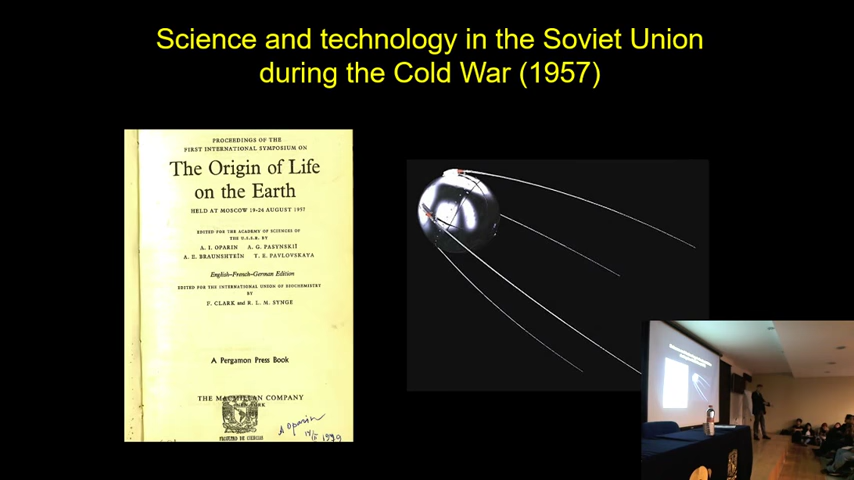 Science and technology in the Soviet Union
during the Cold War (1957)
PROCEEDINGS OF THE
FIRST INTERNATIONAL SYMPOSIUM ON
The Origin of Life
on the Earth
HELD AT MOSCOW 19-24 AUGUST 1957
EDITED FOR THE ACADEMY OF SCIENCES OF
THE U.S.S.R. BY
A. I. OPARIN A. G. PASYNSKIĬ
A. E. BRAUNSHTEĬN T. E. PAVLOVSKAYA
English-French-German Edition
EDITED FOR THE INTERNATIONAL UNION OF BIOCHEMISTRY
BY
F. CLARK and R. L. M. SYNGE
A Pergamon Press Book
THE MACMILLAN COMPANY
YORK
FACULTAD DE CIENCIAS
A Oparin